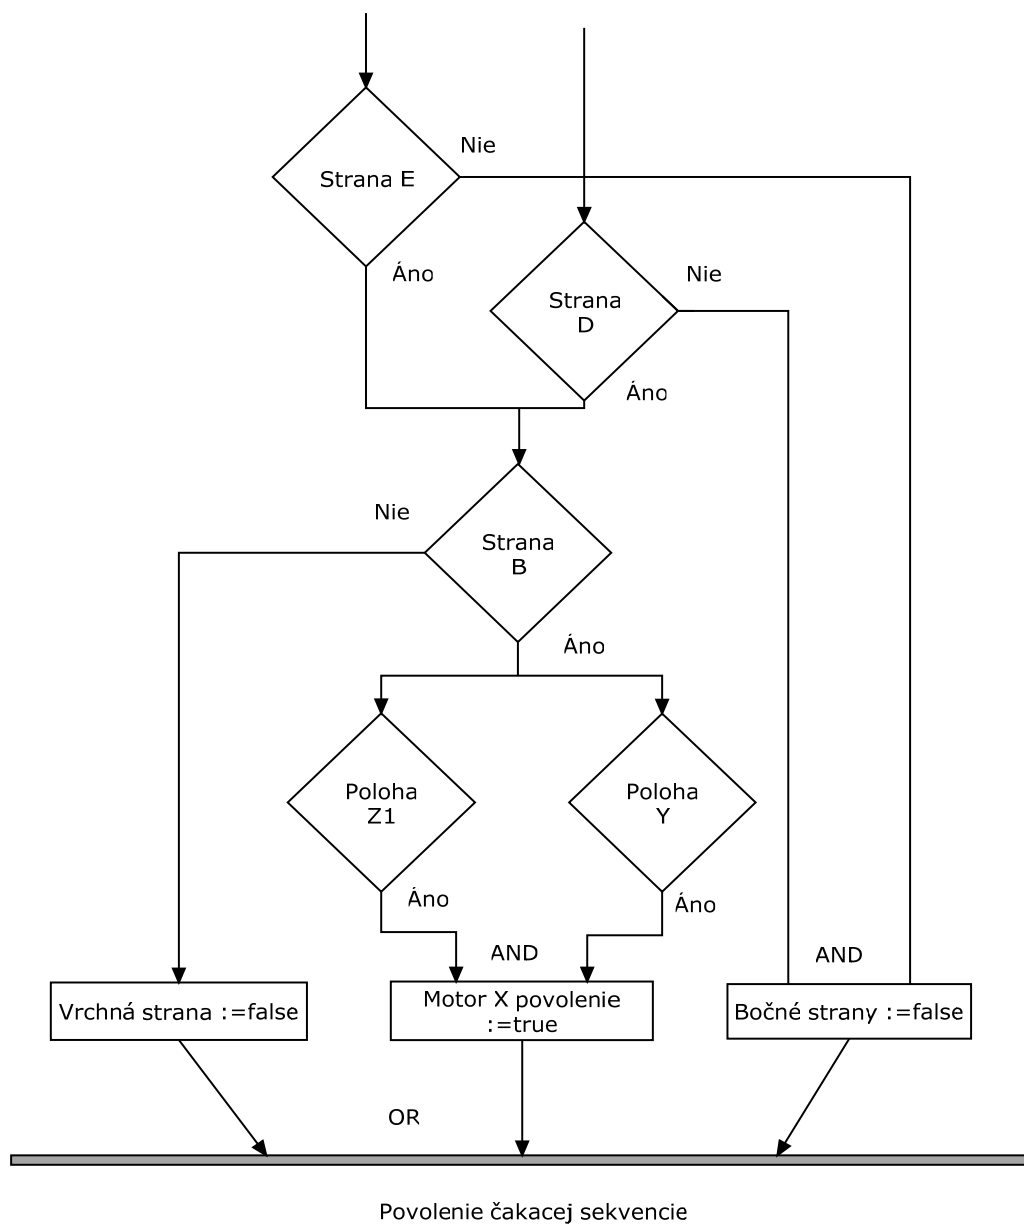 Nie
Strana E
Áno
Nie
Strana
D
Áno
Nie
Strana
B
Áno
Poloha
Z1
Poloha
Y
Áno
Áno
AND
AND
Vrchná strana :=false
Motor X povolenie
:=true
Bočné strany :=false
OR
Povolenie čakacej sekvencie